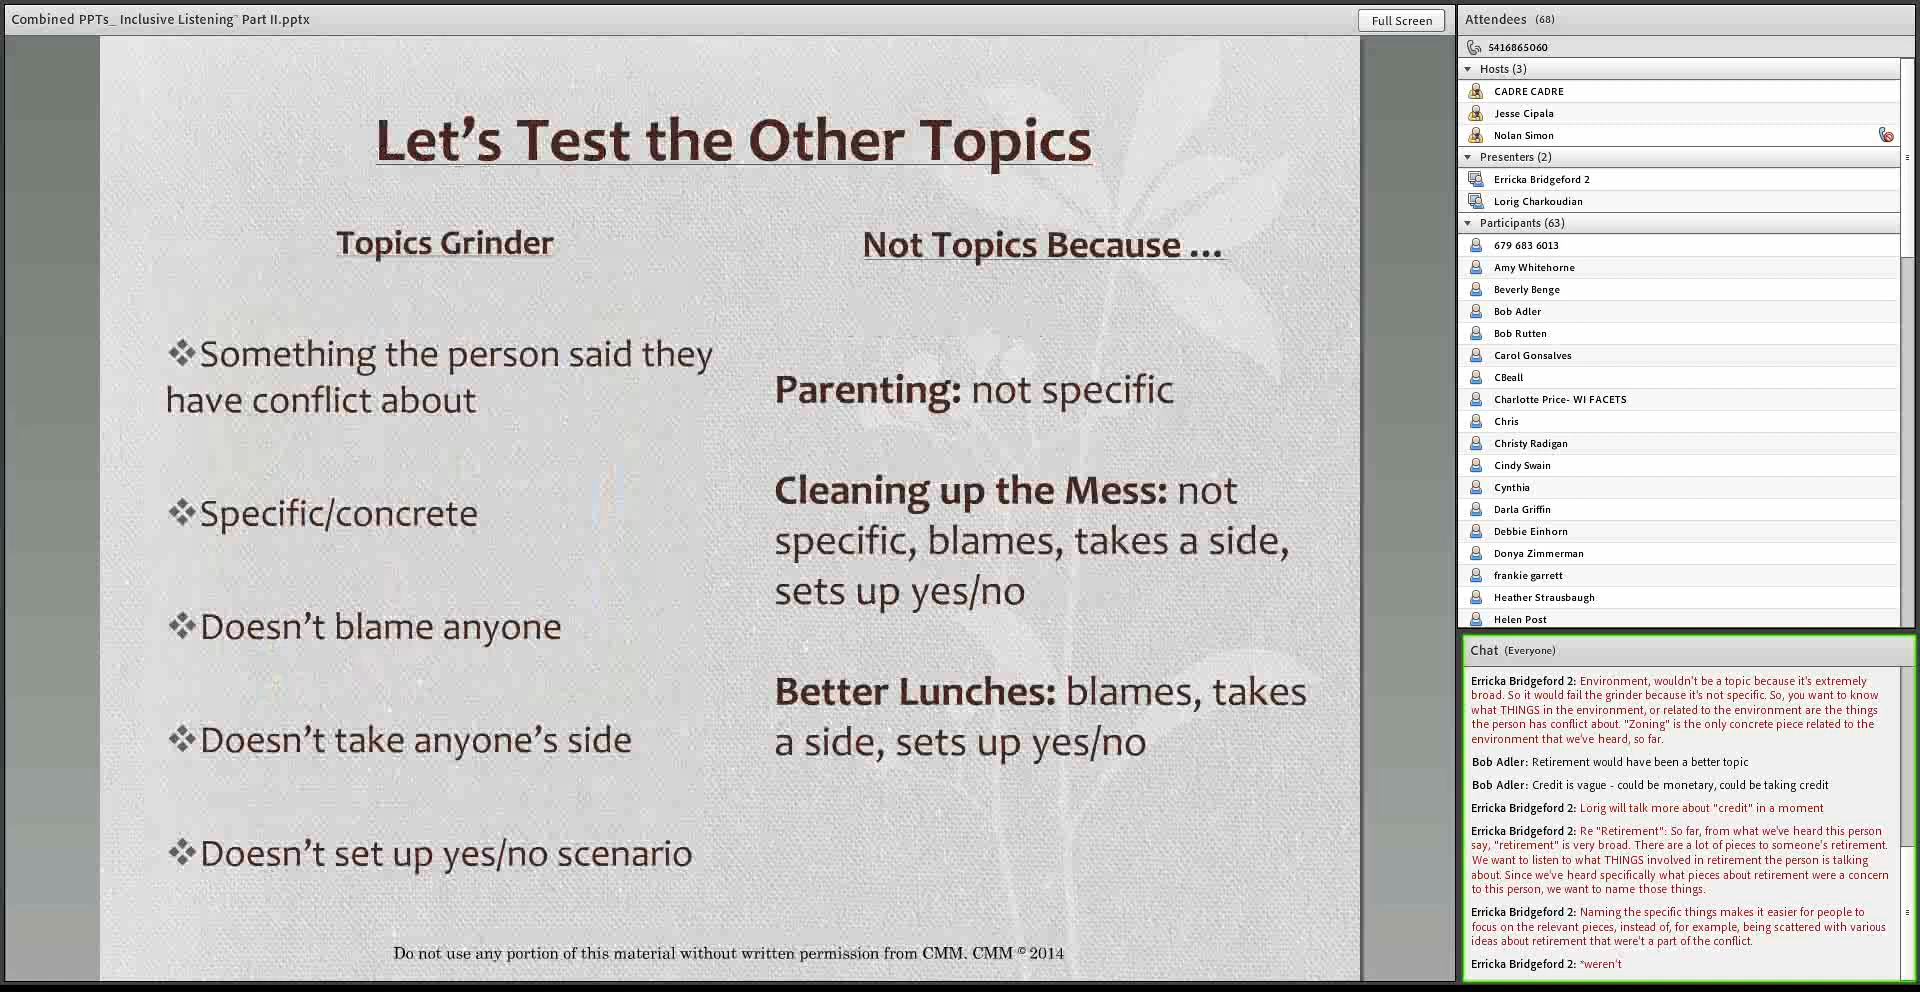 Combined PPTs_ Inclusive Listening Part II.pptx
Full Screen
Let's Test the Other Topics
Topics Grinder
❖Something the person said they
have conflict about
❖Specific/concrete
❖Doesn't blame anyone
❖Doesn't take anyone's side
❖Doesn't set up yes/no scenario
Not Topics Because ...
Parenting: not specific
Cleaning up the Mess: not
specific, blames, takes a side,
sets up yes/no
Better Lunches: blames, takes
a side, sets up yes/no
Do not use any portion of this material without written permission from CMM. CMM © 2014
Attendees (68)
5416865060
Hosts (3)
CADRE CADRE
Jesse Cipala
Nolan Simon
Presenters (2)
Erricka Bridgeford 2
Lorig Charkoudian
Participants (63)
679 683 6013
Amy Whitehorne
Beverly Benge
Bob Adler
Bob Rutten
Carol Gonsalves
CBeall
Charlotte Price- WI FACETS
Chris
Christy Radigan
Cindy Swain
Cynthia
Darla Griffin
Debbie Einhorn
Donya Zimmerman
frankie garrett
Heather Strausbaugh
Helen Post
Chat (Everyone)
Erricka Bridgeford 2: Environment, wouldn't be a topic because it's extremely
broad. So it would fail the grinder because it's not specific. So, you want to know
what THINGS in the environment, or related to the environment are the things
the person has conflict about. "Zoning" is the only concrete piece related to the
environment that we've heard, so far.
Bob Adler: Retirement would have been a better topic
Bob Adler: Credit is vague - could be monetary, could be taking credit
Erricka Bridgeford 2: Lorig will talk more about "credit" in a moment
Erricka Bridgeford 2: Re "Retirement": So far, from what we've heard this person
say, "retirement" is very broad. There are a lot of pieces to someone's retirement.
We want to listen to what THINGS involved in retirement the person is talking
about. Since we've heard specifically what pieces about retirement were a concern
to this person, we want to name those things.
Erricka Bridgeford 2: Naming the specific things makes it easier for people to
focus on the relevant pieces, instead of, for example, being scattered with various
ideas about retirement that were't a part of the conflict.
Erricka Bridgeford 2: *weren't